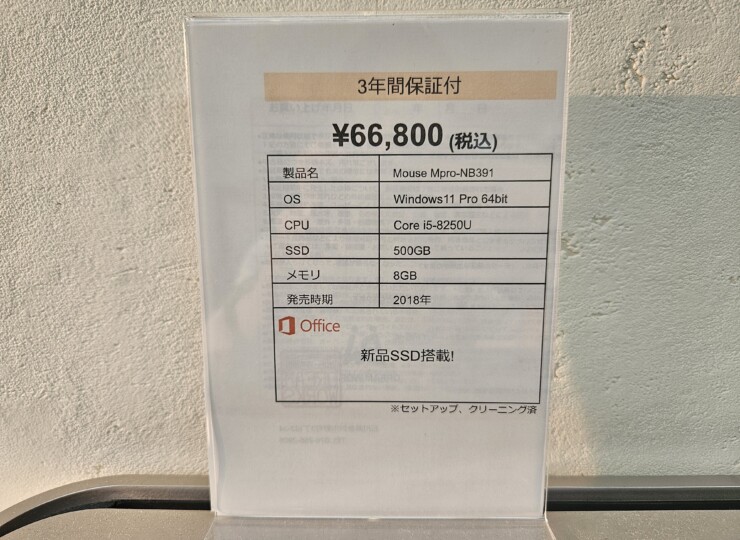 3年間保証付
¥66,800 (税込)
製品名 Mouse Mpro-NB391
OS Windows11 Pro 64bit
CPU Core i5-8250U
SSD 500GB
メモリ 8GB
発売時期 2018年
Office
新品SSD搭載!
※セットアップ、クリーニング済